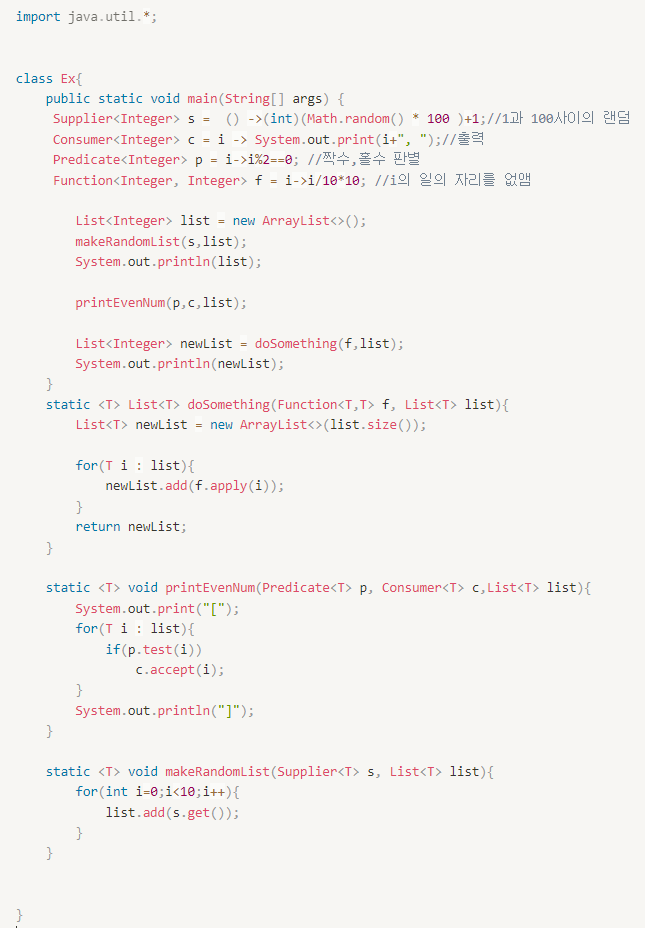 import java.util.*;
class Ex{
public static void main(String[] args) {
Supplier<Integer> s =  () ->(int)(Math.random() * 100 )+1;//1과 100사이의 랜덤
Consumer<Integer> c = i -> System.out.print(i+", ");//출력
Predicate<Integer> p = i->i%2==0; //짝수,홀수 판별
Function<Integer, Integer> f = i->i/10*10; //i의 일의 자리를 없앰
List<Integer> list = new ArrayList<>();
makeRandomList(s,list);
System.out.println(list);
printEvenNum(p,c,list);
List<Integer> newList = doSomething(f,list);
System.out.println(newList);
}
static <T> List<T> doSomething(Function<T,T> f, List<T> list){
List<T> newList = new ArrayList<>(list.size());
for(T i : list){
newList.add(f.apply(i));
}
return newList;
}
static <T> void printEvenNum(Predicate<T> p, Consumer<T> c,List<T> list){
System.out.print("[");
for(T i : list){
if(p.test(i))
c.accept(i);
}
System.out.println("]");
}
static <T> void makeRandomList(Supplier<T> s, List<T> list){
for(int i=0;i<10;i++){
list.add(s.get());
}
}
}